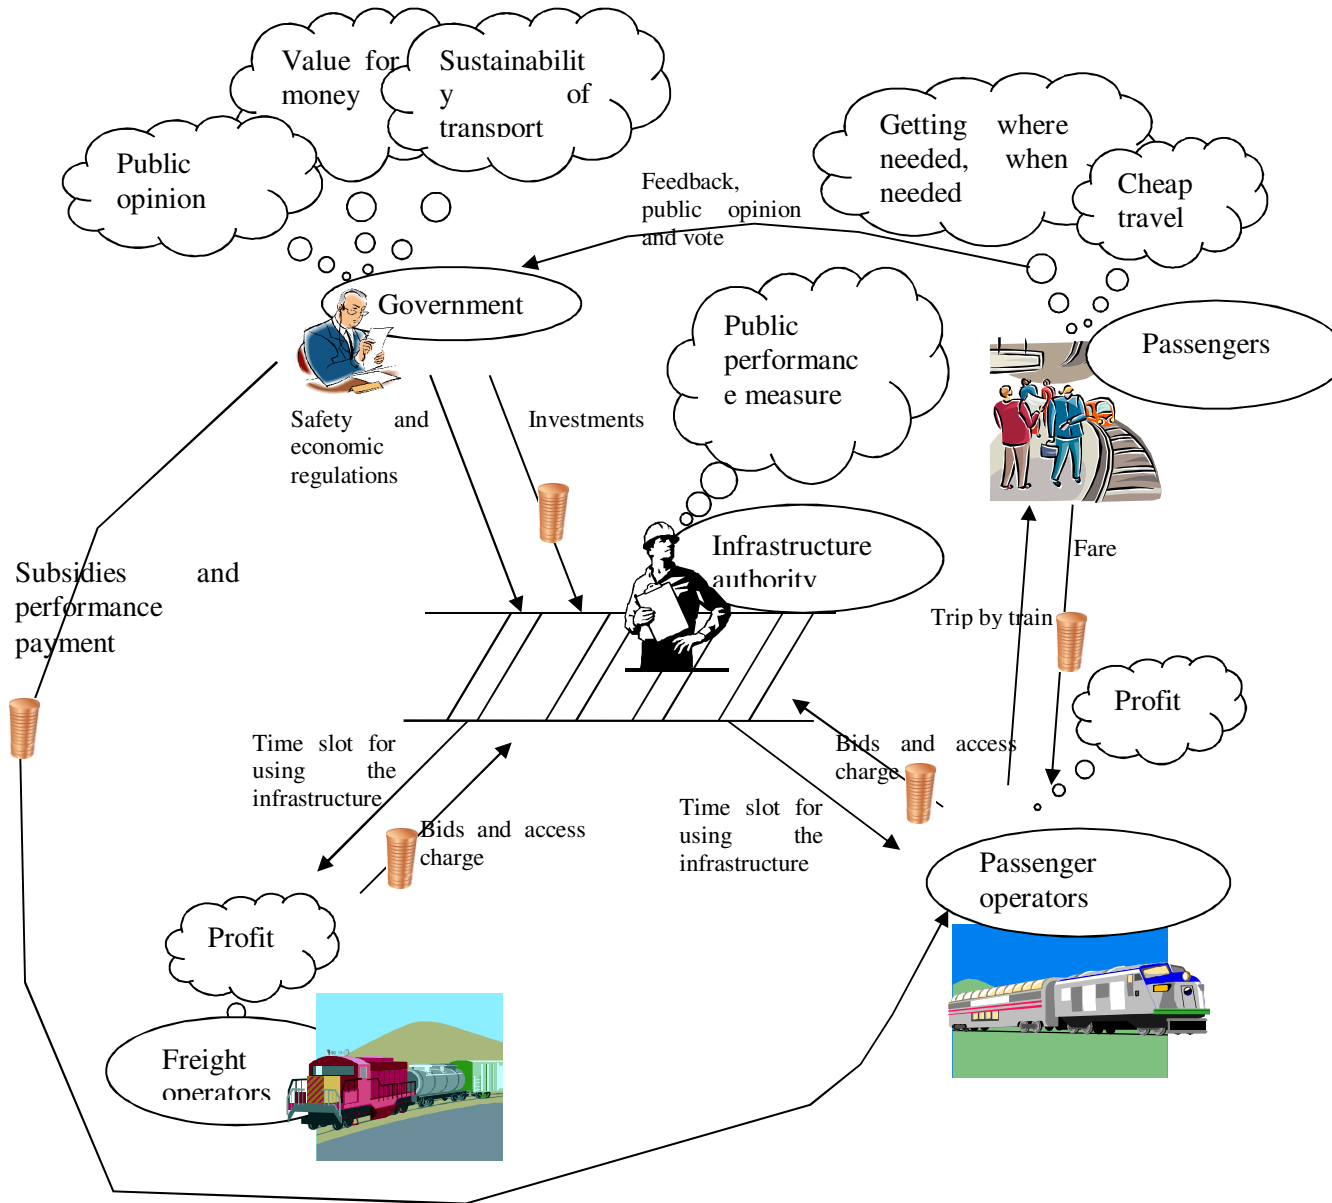 Value for
money
Sustainabilit
y of
transport
Public
opinion
Getting where
needed, when
needed
Cheap
travel
Feedback,
public opinion
and vote
Government
Public
performanc
e measure
Passengers
Safety and
economic
regulations
Investments
Infrastructure
authority
Fare
Subsidies and
performance
payment
Trip by train
Profit
Time slot for
using the
infrastructure
Bids and access
charge
Bids and access
charge
Time slot for
using the
infrastructure
Passenger
operators
Profit
Freight
operators